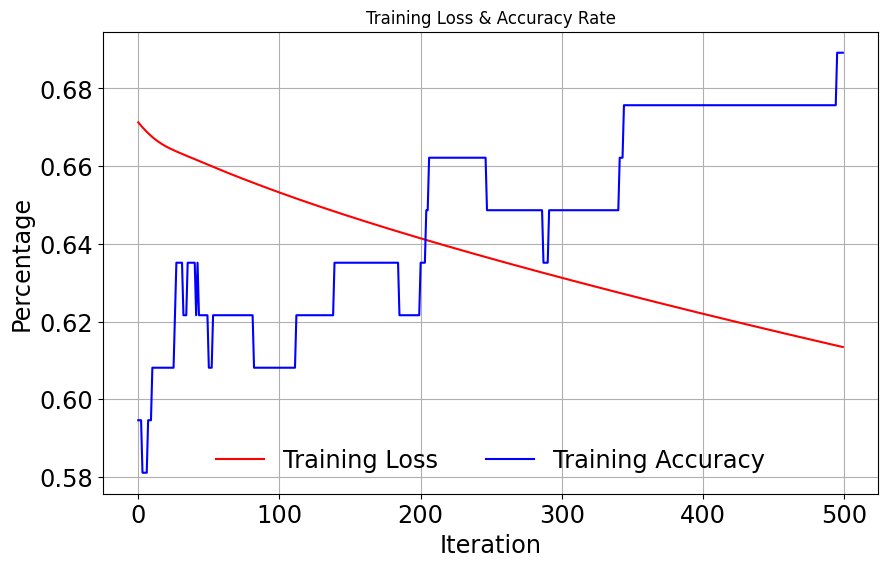 Training Loss & Accuracy Rate
Percentage
0.68
0.66
0.64
0.62
0.60
0.58
Training Loss
Training Accuracy
0 100 200 300 400 500
Iteration